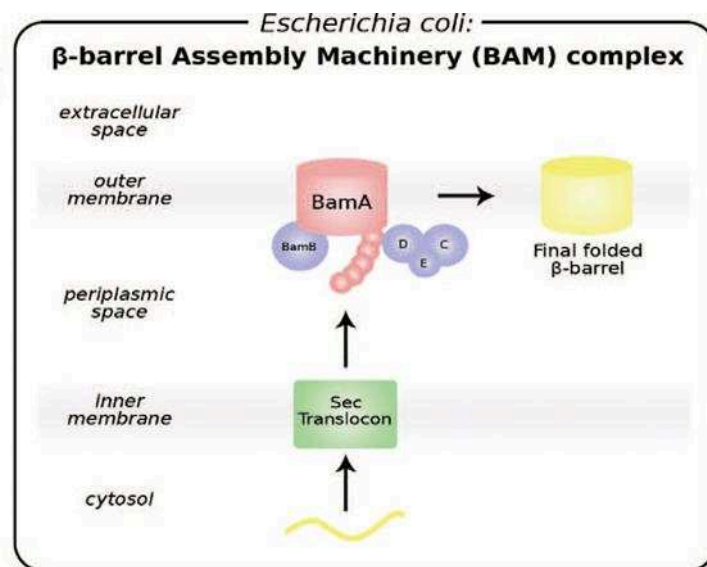 Escherichia coli:
β-barrel Assembly Machinery (BAM) complex
extracellular
space
outer
membrane
BamA
BamB
D
C
E
Final folded
β-barrel
periplasmic
space
inner
membrane
Sec
Translocon
cytosol